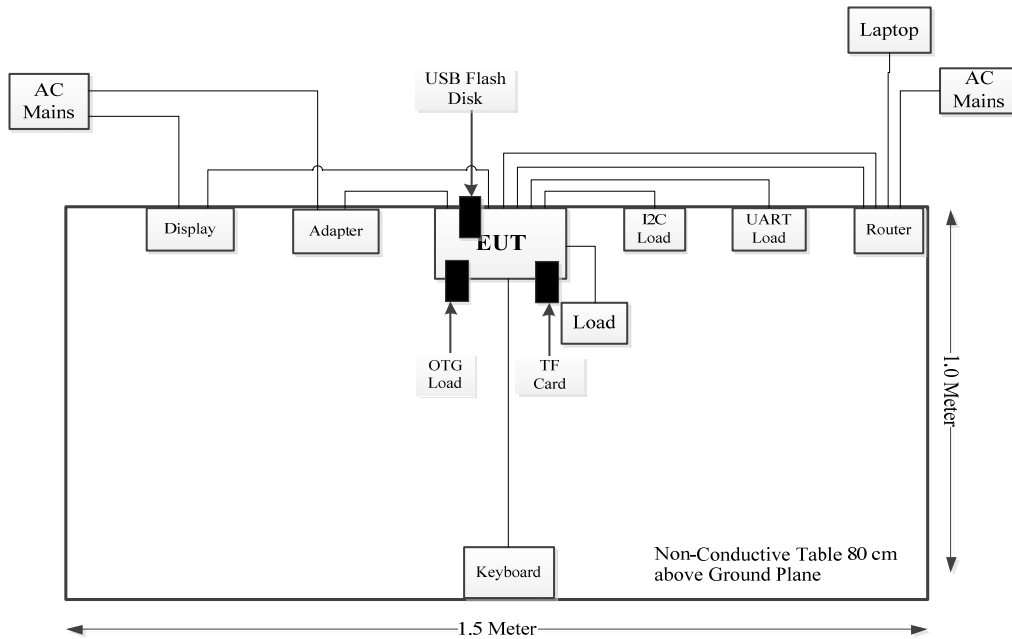 Laptop
AC
Mains
USB Flash
Disk
AC
Mains
Display
Adapter
EUT
I2C
Load
UART
Load
Router
Load
OTG
Load
TF
Card
1.0 Meter
Keyboard
Non-Conductive Table 80 cm
above Ground Plane
1.5 Meter